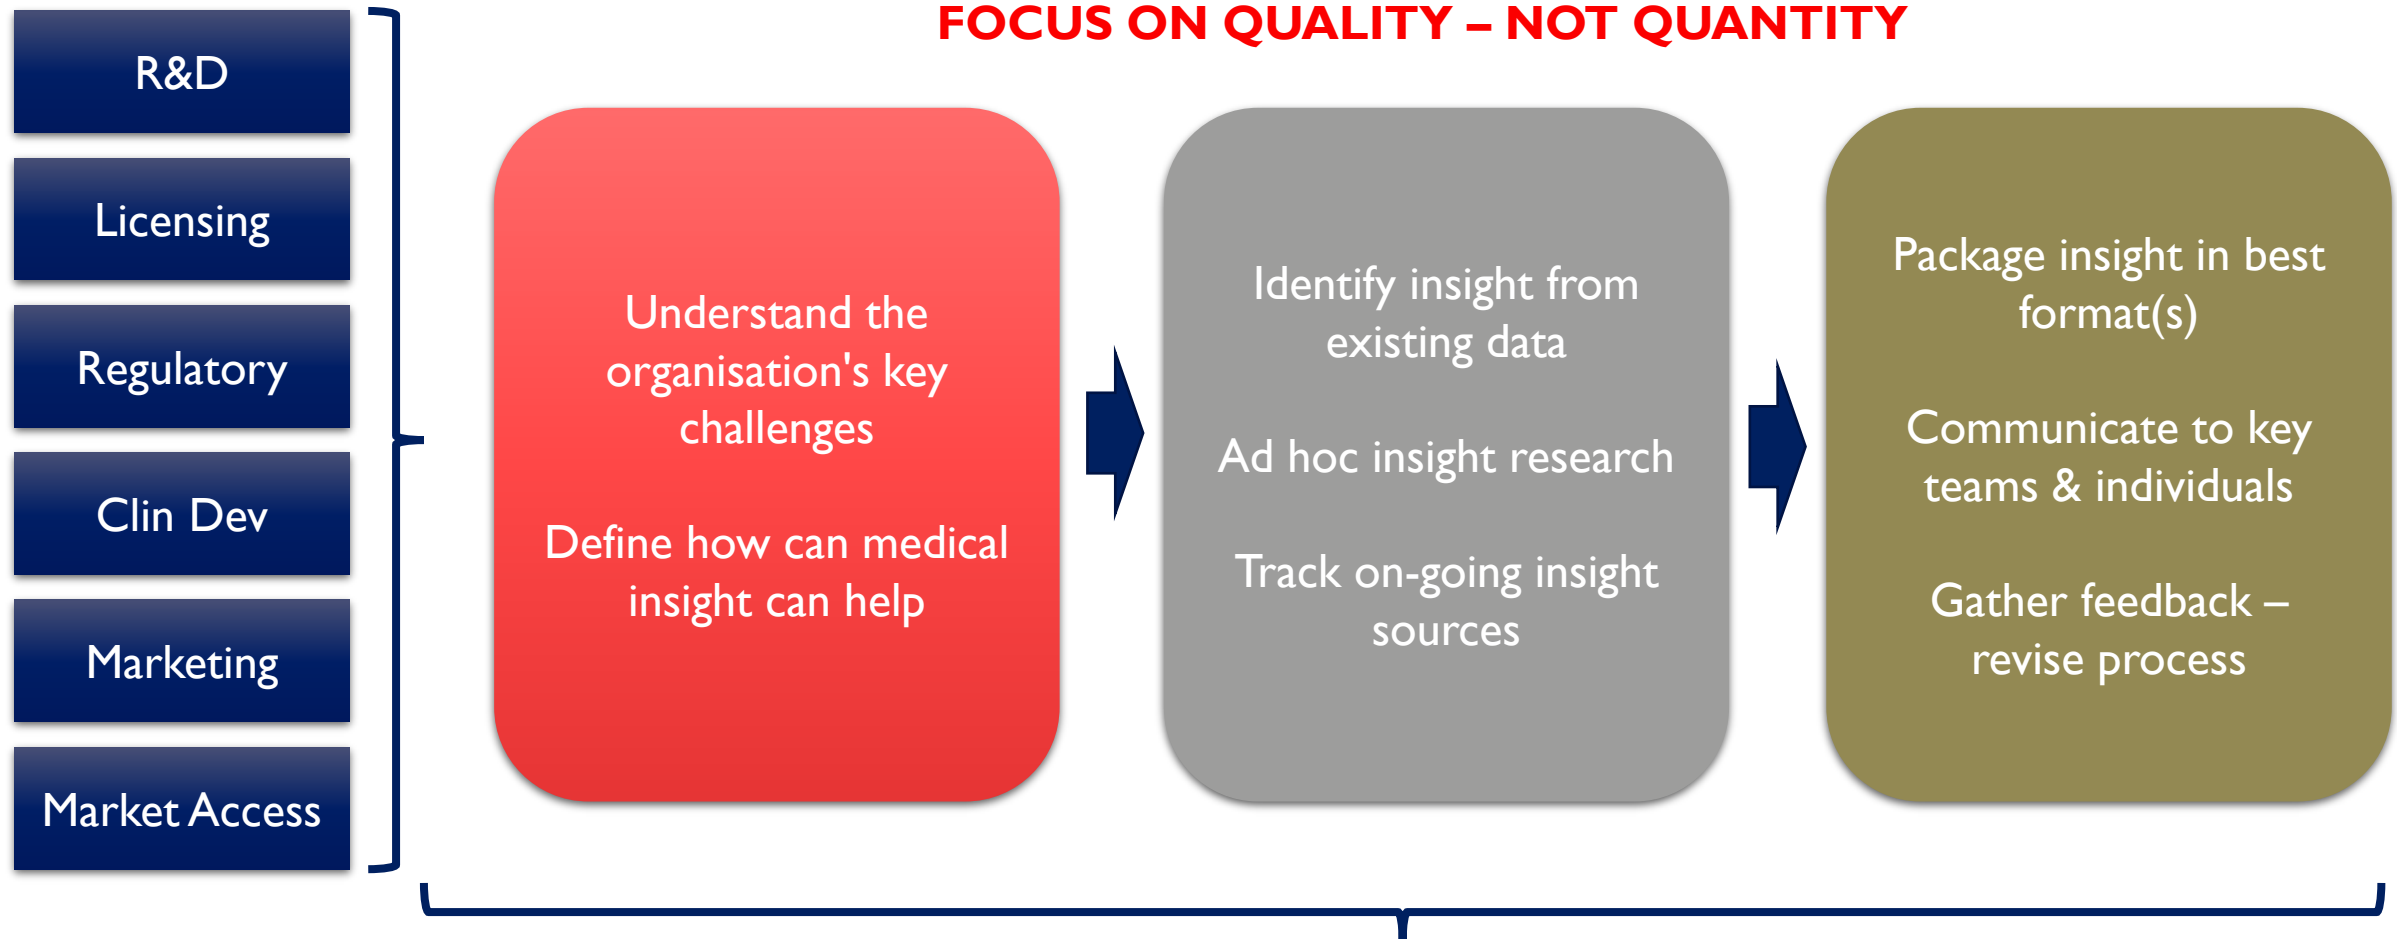 FOCUS ON QUALITY – NOT QUANTITY
R&D
Licensing
Regulatory
Clin Dev
Marketing
Market Access
Understand the
organisation's key
challenges
Define how can medical
insight can help
Identify insight from
existing data
Ad hoc insight research
Track on-going insight
sources
Package insight in best
format(s)
Communicate to key
teams & individuals
Gather feedback –
revise process